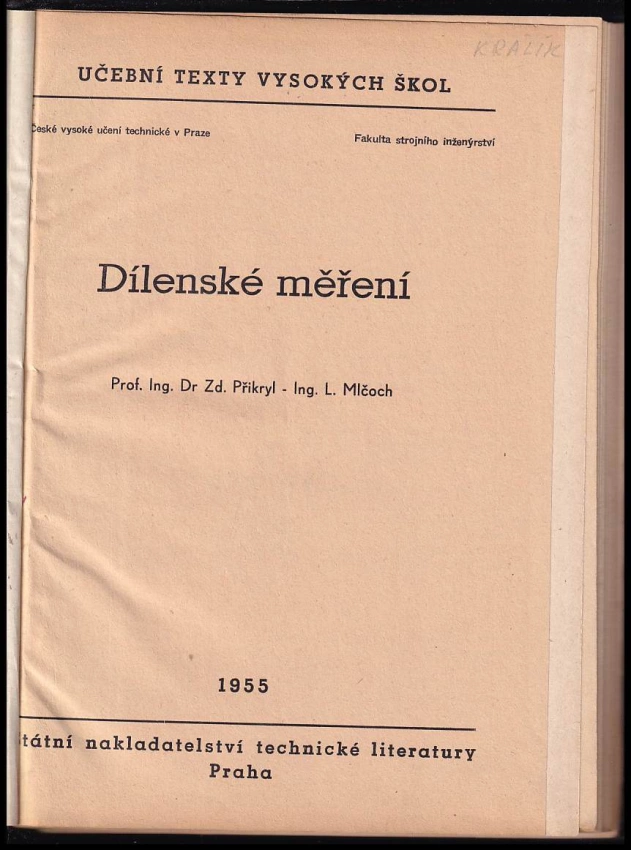 KRALIK
UČEBNÍ TEXTY VYSOKÝCH ŠKOL
České vysoké učení technické v Praze
Fakulta strojního inženýrství
Dílenské měření
Prof. Ing. Dr Zd. Přikryl - Ing. L. Mlčoch
1955
Státní nakladatelství technické literatury
Praha